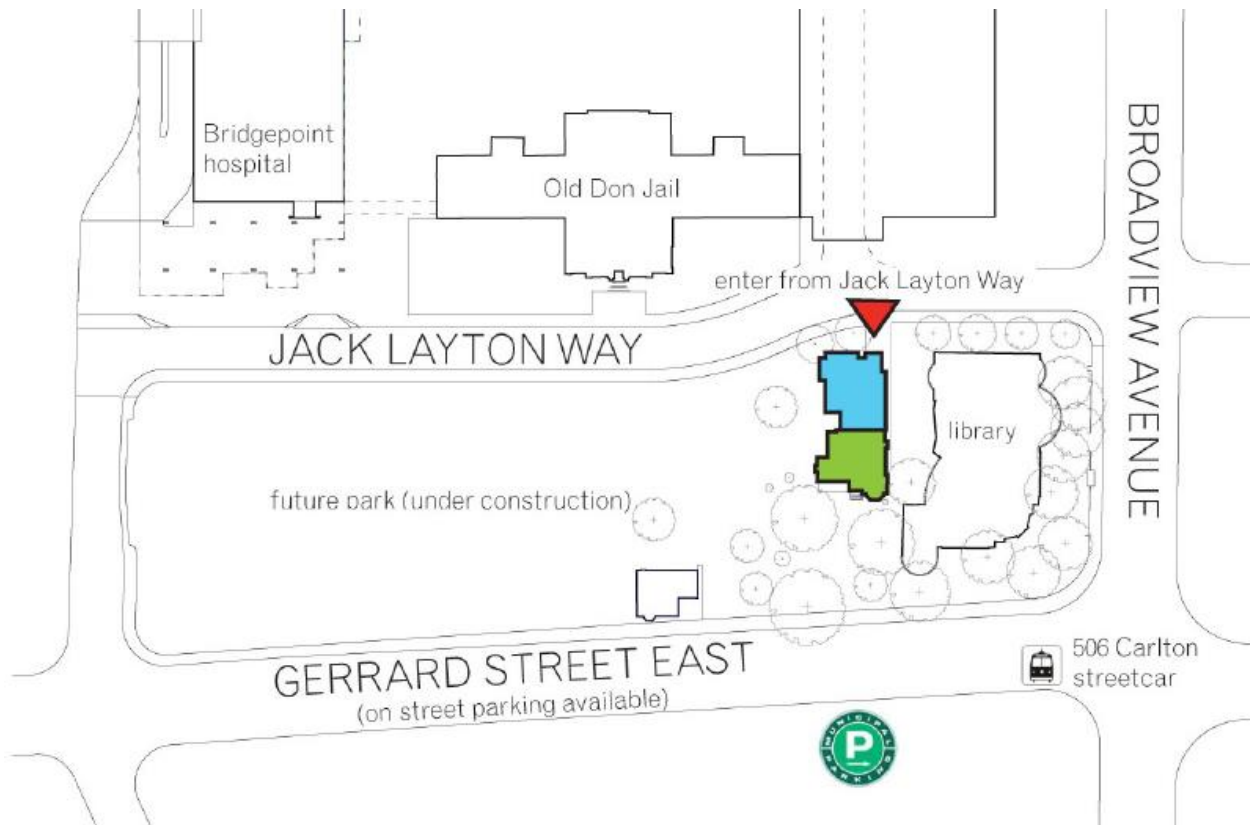 Bridgepoint
hospital
Old Don Jail
BROADVIEW AVENUE
enter from Jack Layton Way
JACK LAYTON WAY
library
future park (under construction)
GERRARD STREET EAST
(on street parking available)
506 Carlton
streetcar
MUNICIPAL
P
PARKING